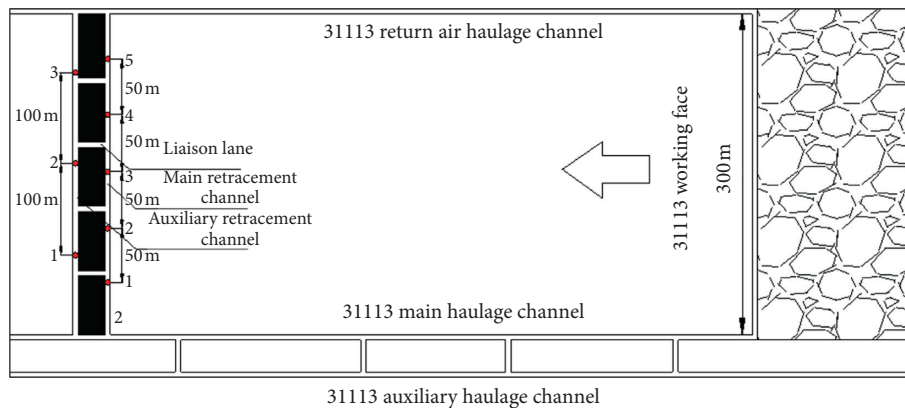 31113 return air haulage channel
5
3
50 m
100 m
4
50 m
Liaison lane
2
3
Main retracement
channel
50 m
100 m
Auxiliary retracement
channel
2
50 m
1
1
2
31113 working face
300 m
31113 main haulage channel
31113 auxiliary haulage channel